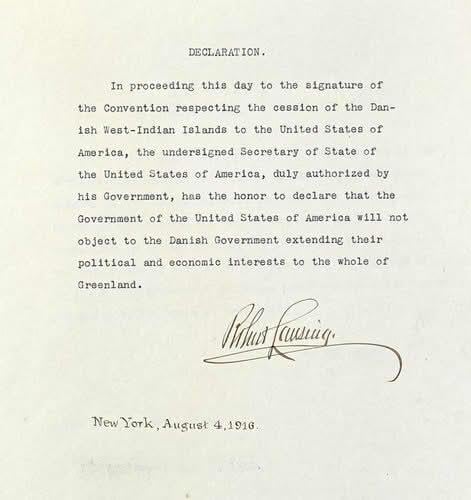 DECLARATION.
In proceeding this day to the signature of
the Convention respecting the cession of the Dan-
ish West-Indian Islands to the United States of
America, the undersigned Secretary of State of
the United States of America, duly authorized by
his Government, has the honor to declare that the
Government of the United States of America will not
object to the Danish Government extending their
political and economic interests to the whole of
Greenland.
Robert Lansing.
New York, August 4, 1916.